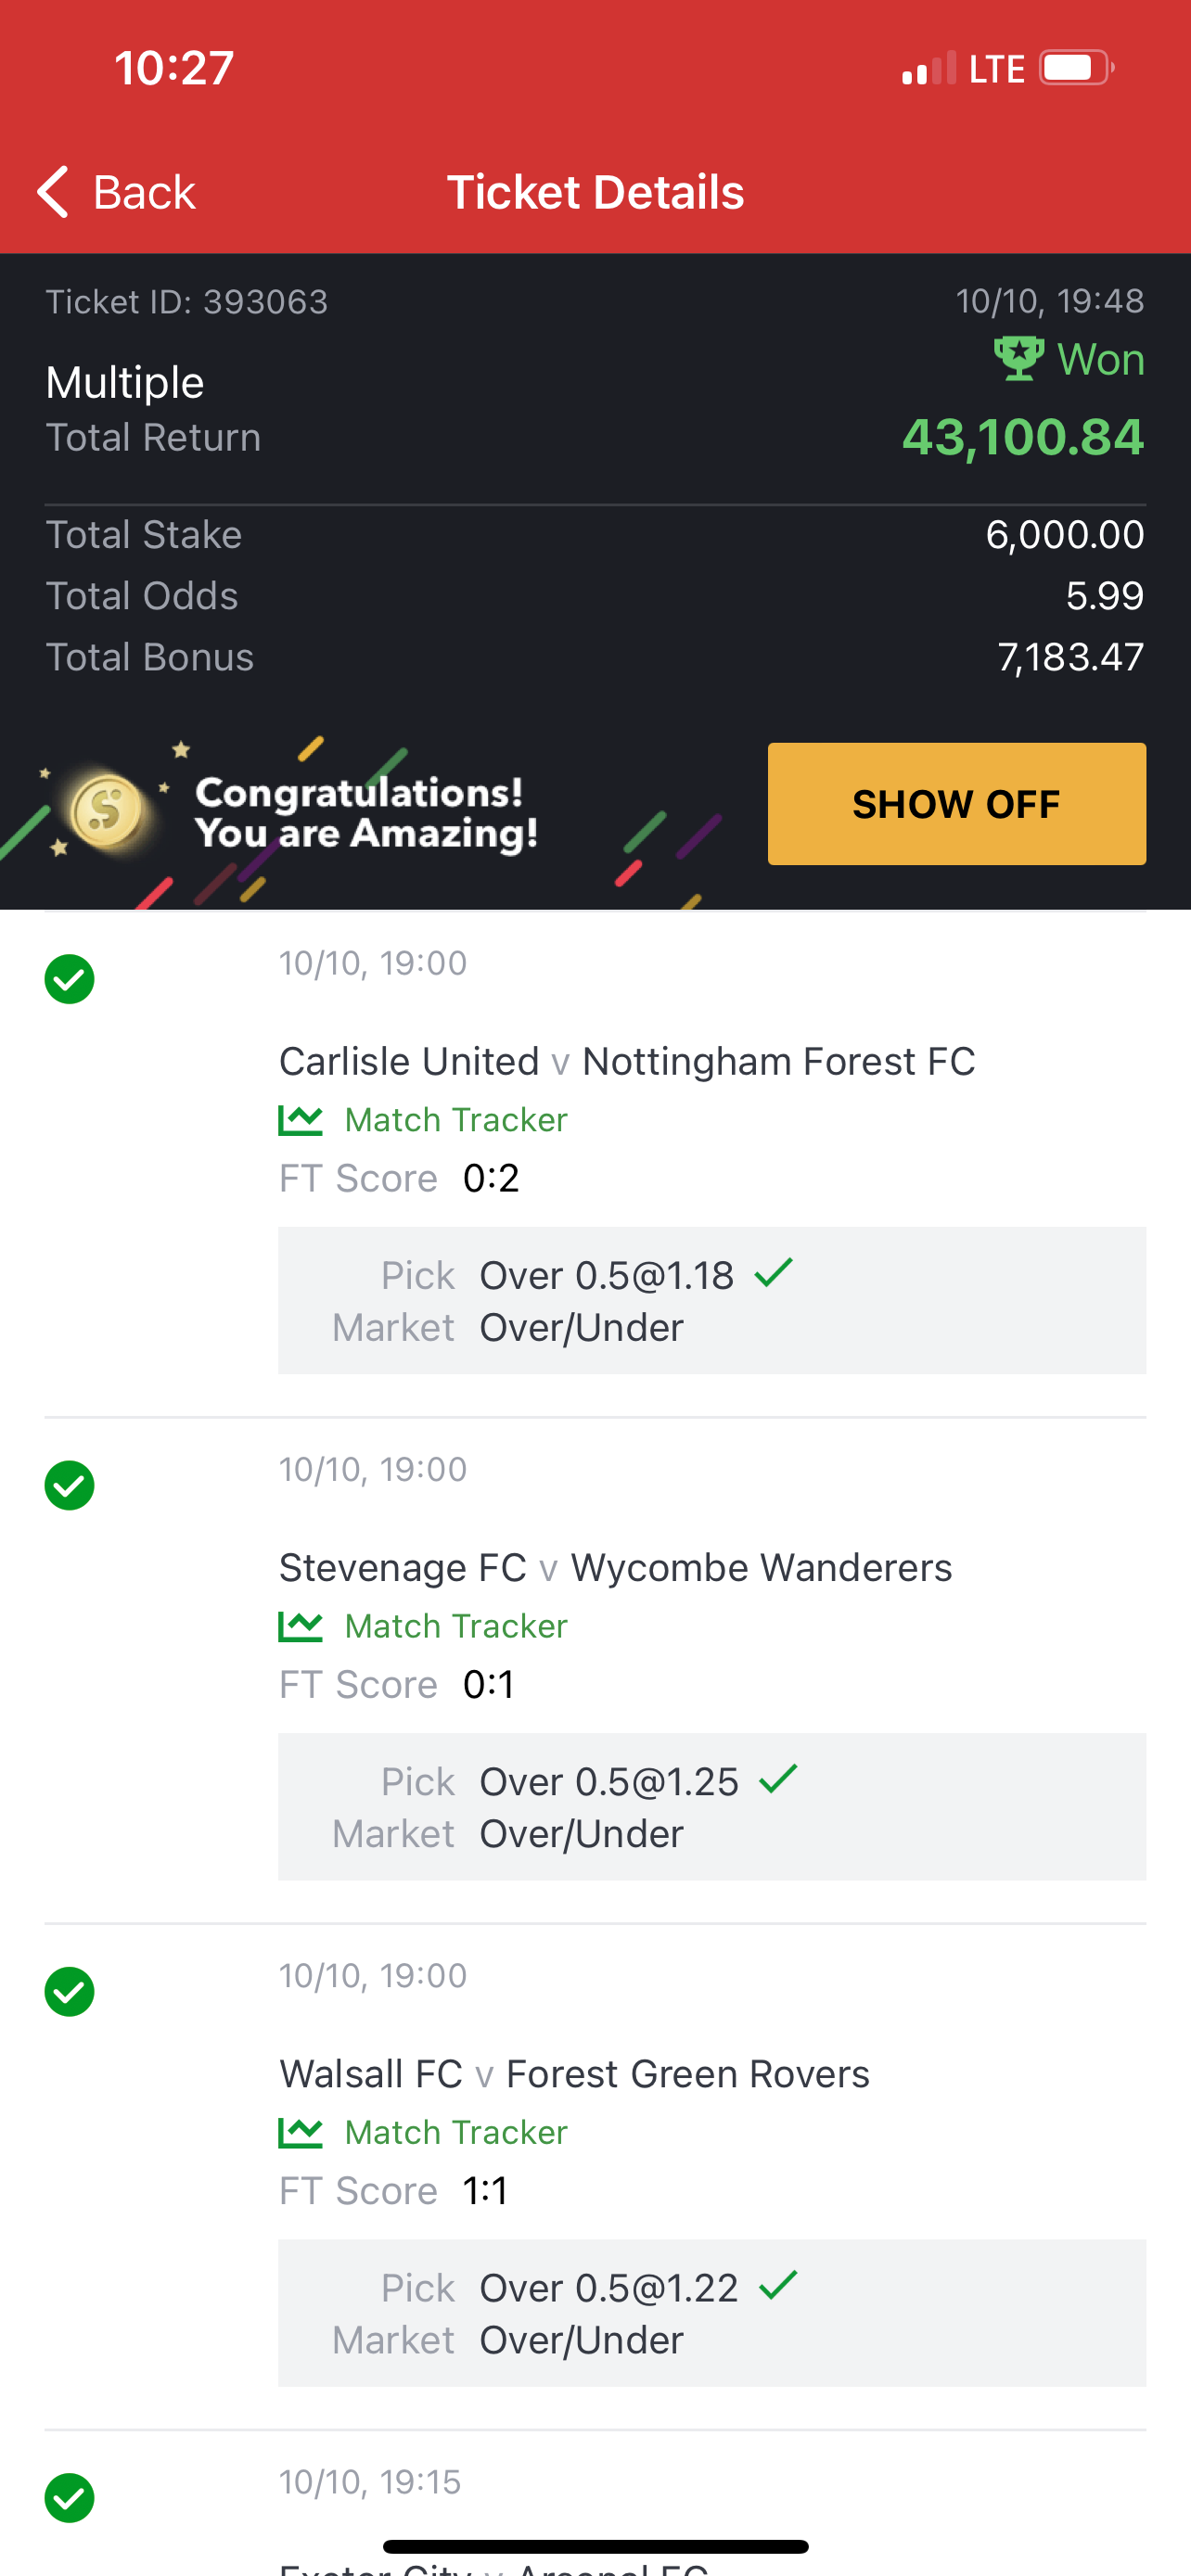 10:27
LTE
Back
Ticket Details
Ticket ID: 393063
10/10, 19:48
Won
Multiple
Total Return
43,100.84
Total Stake
6,000.00
Total Odds
5.99
Total Bonus
7,183.47
Congratulations!
You are Amazing!
SHOW OFF
10/10, 19:00
Carlisle United v Nottingham Forest FC
Match Tracker
FT Score 0:2
Pick Over 0.5@1.18
Market Over/Under
10/10, 19:00
Stevenage FC v Wycombe Wanderers
Match Tracker
FT Score 0:1
Pick Over 0.5@1.25
Market Over/Under
10/10, 19:00
Walsall FC v Forest Green Rovers
Match Tracker
FT Score 1:1
Pick Over 0.5@1.22
Market Over/Under
10/10, 19:15
Exeter City v Arsenal FC